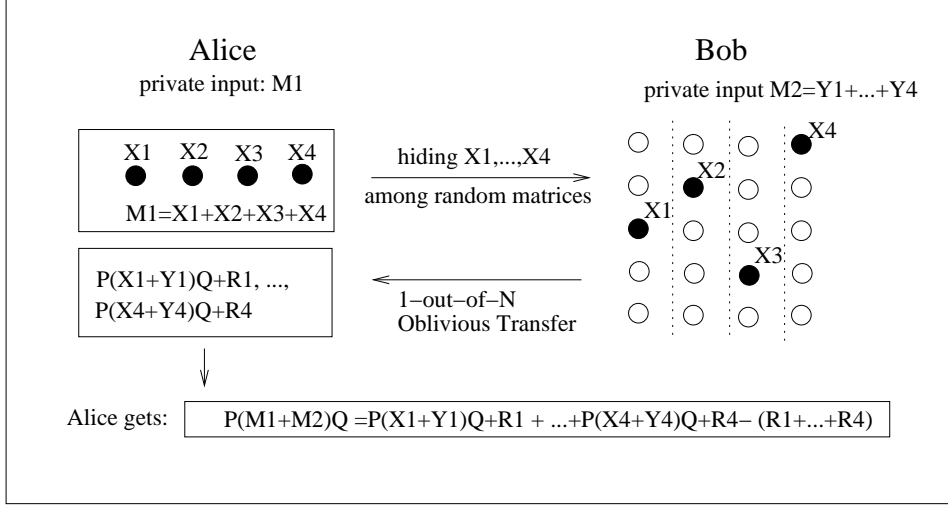 Alice
private input: M1
X1 X2 X3 X4
M1=X1+X2+X3+X4
hiding X1,...,X4
among random matrices
Bob
private input M2=Y1+...+Y4
X4
X2
X1
X3
P(X1+Y1)Q+R1, ...,
P(X4+Y4)Q+R4
1−out−of−N
Oblivious Transfer
Alice gets:
P(M1+M2)Q =P(X1+Y1)Q+R1 + ...+P(X4+Y4)Q+R4− (R1+...+R4)